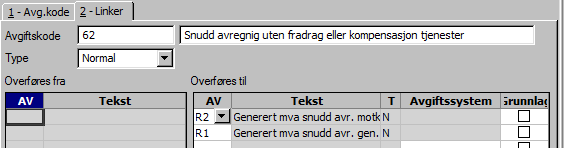 1 - Avg.kode 2 - Linker
Avgiftskode 62 Snudd avregnig uten fradrag eller kompensasjon tjenester
Type Normal
Overføres fra Overføres til
AV Tekst AV Tekst T Avgiftssystem Grunnlag
R2 Generert mva snudd avr. motk N
R1 Generert mva snudd avr. gen. N